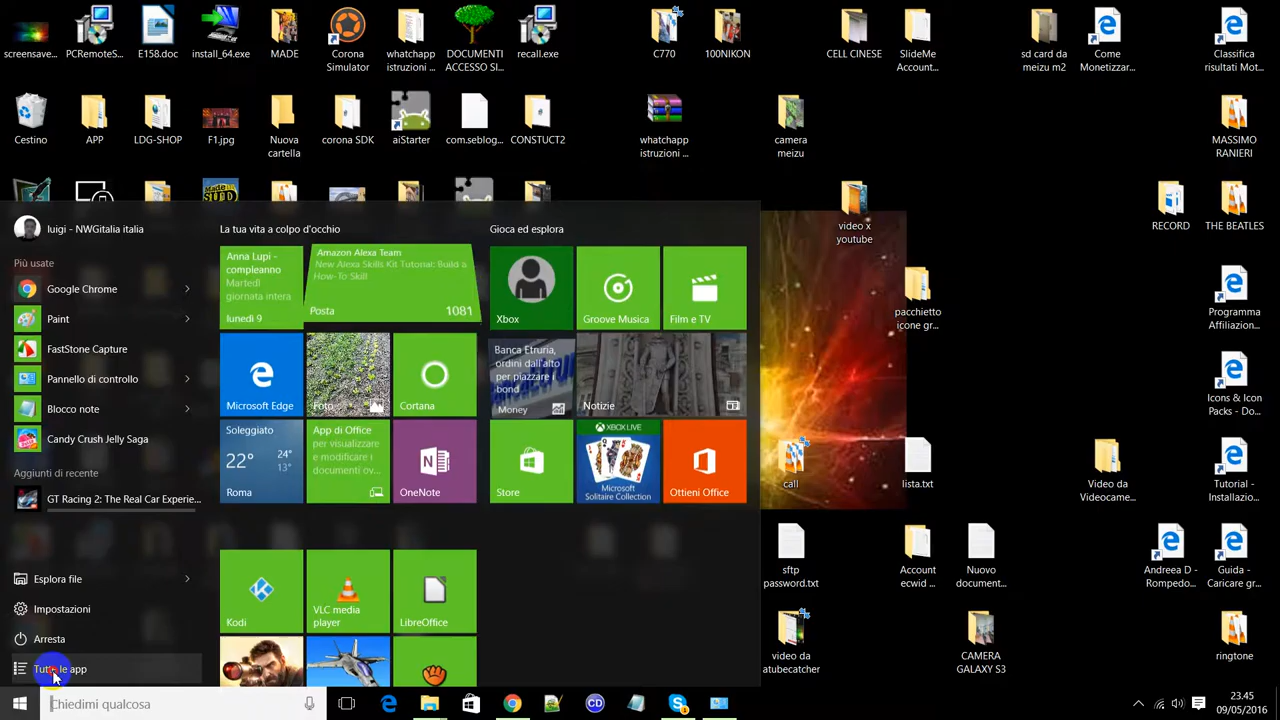 screensave...
PCRemoteS...
E158.doc
install_64.exe
MADE
Corona
Simulator
whatchapp
istruzioni ...
DOCUMENTI
ACCESSO SI...
recall.exe
C770
100NIKON
CELL CINESE
SlideMe
Account...
sd card da
meizu m2
Come
Monetizzar...
Classifica
risultati Mot...
Cestino
APP
LDG-SHOP
F1.jpg
Nuova
cartella
corona SDK
aiStarter
com.seblog...
CONSTUCT2
whatchapp
istruzioni ...
camera
meizu
MASSIMO
RANIERI
video x
youtube
RECORD
THE BEATLES
pacchietto
icone gr...
Programma
Affiliazion...
Icons & Icon
Packs - Do...
call
lista.txt
Video da
Videocame...
Tutorial -
Installazio...
sftp
password.txt
Account
ecwid ...
Nuovo
document...
Andreea D -
Rompedo...
Guida -
Caricare gr...
video da
atubecatcher
CAMERA
GALAXY S3
ringtone
luigi - NWGitalia italia
Più usate
Google Chrome
Paint
FastStone Capture
Pannello di controllo
Blocco note
Candy Crush Jelly Saga
Aggiunti di recente
GT Racing 2: The Real Car Experie...
Esplora file
Impostazioni
Arresta
Tutte le app
La tua vita a colpo d'occhio
Anna Lupi -
compleanno
Martedì
giornata intera
lunedì 9
Amazon Alexa Team
New Alexa Skills Kit Tutorial: Build a
How-To Skill
Posta
1081
Microsoft Edge
Foto
Cortana
Soleggiato
22°
24°
13°
Roma
App di Office
per visualizzare
e modificare i
documenti ov...
OneNote
Kodi
VLC media
player
LibreOffice
Gioca ed esplora
Xbox
Groove Musica
Film e TV
Banca Etruria,
ordini dall'alto
per piazzare i
bond
Money
Notizie
Store
XBOX LIVE
Microsoft
Solitaire Collection
Ottieni Office
Chiedimi qualcosa
CD
23.45
09/05/2016